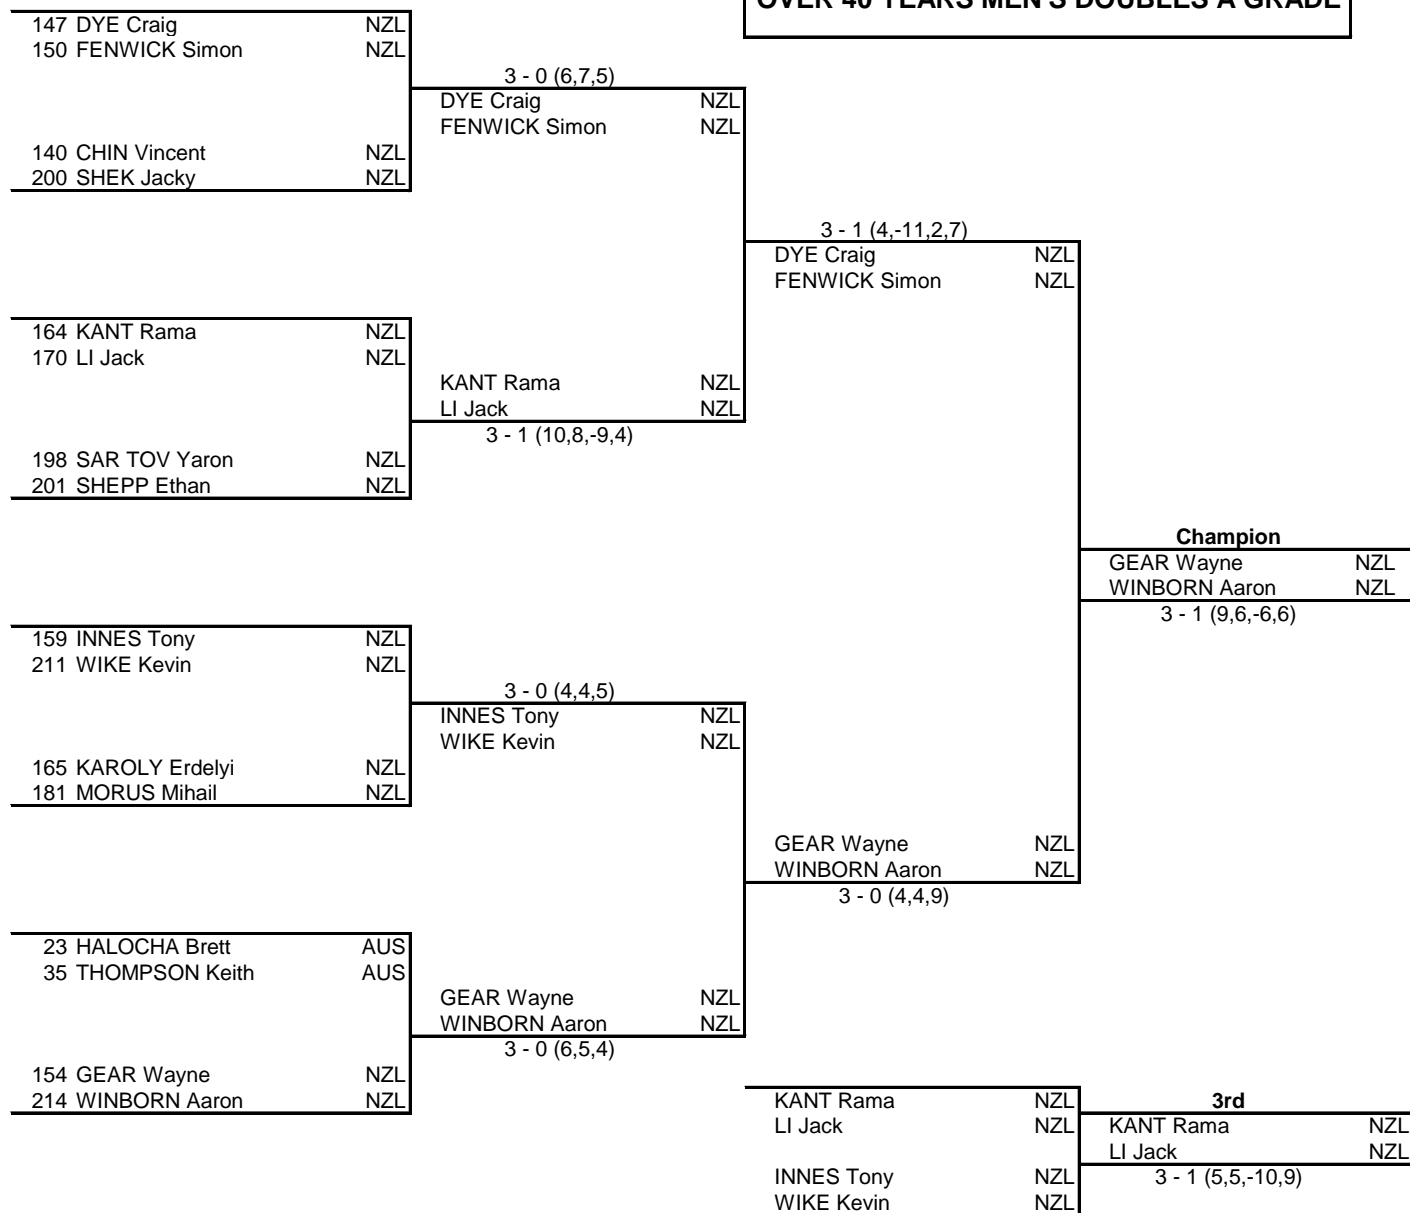 OVER 40 YEARS MEN'S DOUBLES A GRADE
147 DYE Craig NZL
150 FENWICK Simon NZL
140 CHIN Vincent NZL
200 SHEK Jacky NZL
164 KANT Rama NZL
170 LI Jack NZL
198 SAR TOV Yaron NZL
201 SHEPP Ethan NZL
159 INNES Tony NZL
211 WIKE Kevin NZL
165 KAROLY Erdelyi NZL
181 MORUS Mihail NZL
23 HALOCHA Brett AUS
35 THOMPSON Keith AUS
154 GEAR Wayne NZL
214 WINBORN Aaron NZL
3 - 0 (6,7,5)
DYE Craig NZL
FENWICK Simon NZL
KANT Rama NZL
LI Jack NZL
3 - 1 (10,8,-9,4)
3 - 0 (4,4,5)
INNES Tony NZL
WIKE Kevin NZL
GEAR Wayne NZL
WINBORN Aaron NZL
3 - 0 (6,5,4)
3 - 1 (4,-11,2,7)
DYE Craig NZL
FENWICK Simon NZL
GEAR Wayne NZL
WINBORN Aaron NZL
3 - 0 (4,4,9)
Champion
GEAR Wayne NZL
WINBORN Aaron NZL
3 - 1 (9,6,-6,6)
KANT Rama NZL
LI Jack NZL
INNES Tony NZL
WIKE Kevin NZL
3rd
KANT Rama NZL
LI Jack NZL
3 - 1 (5,5,-10,9)